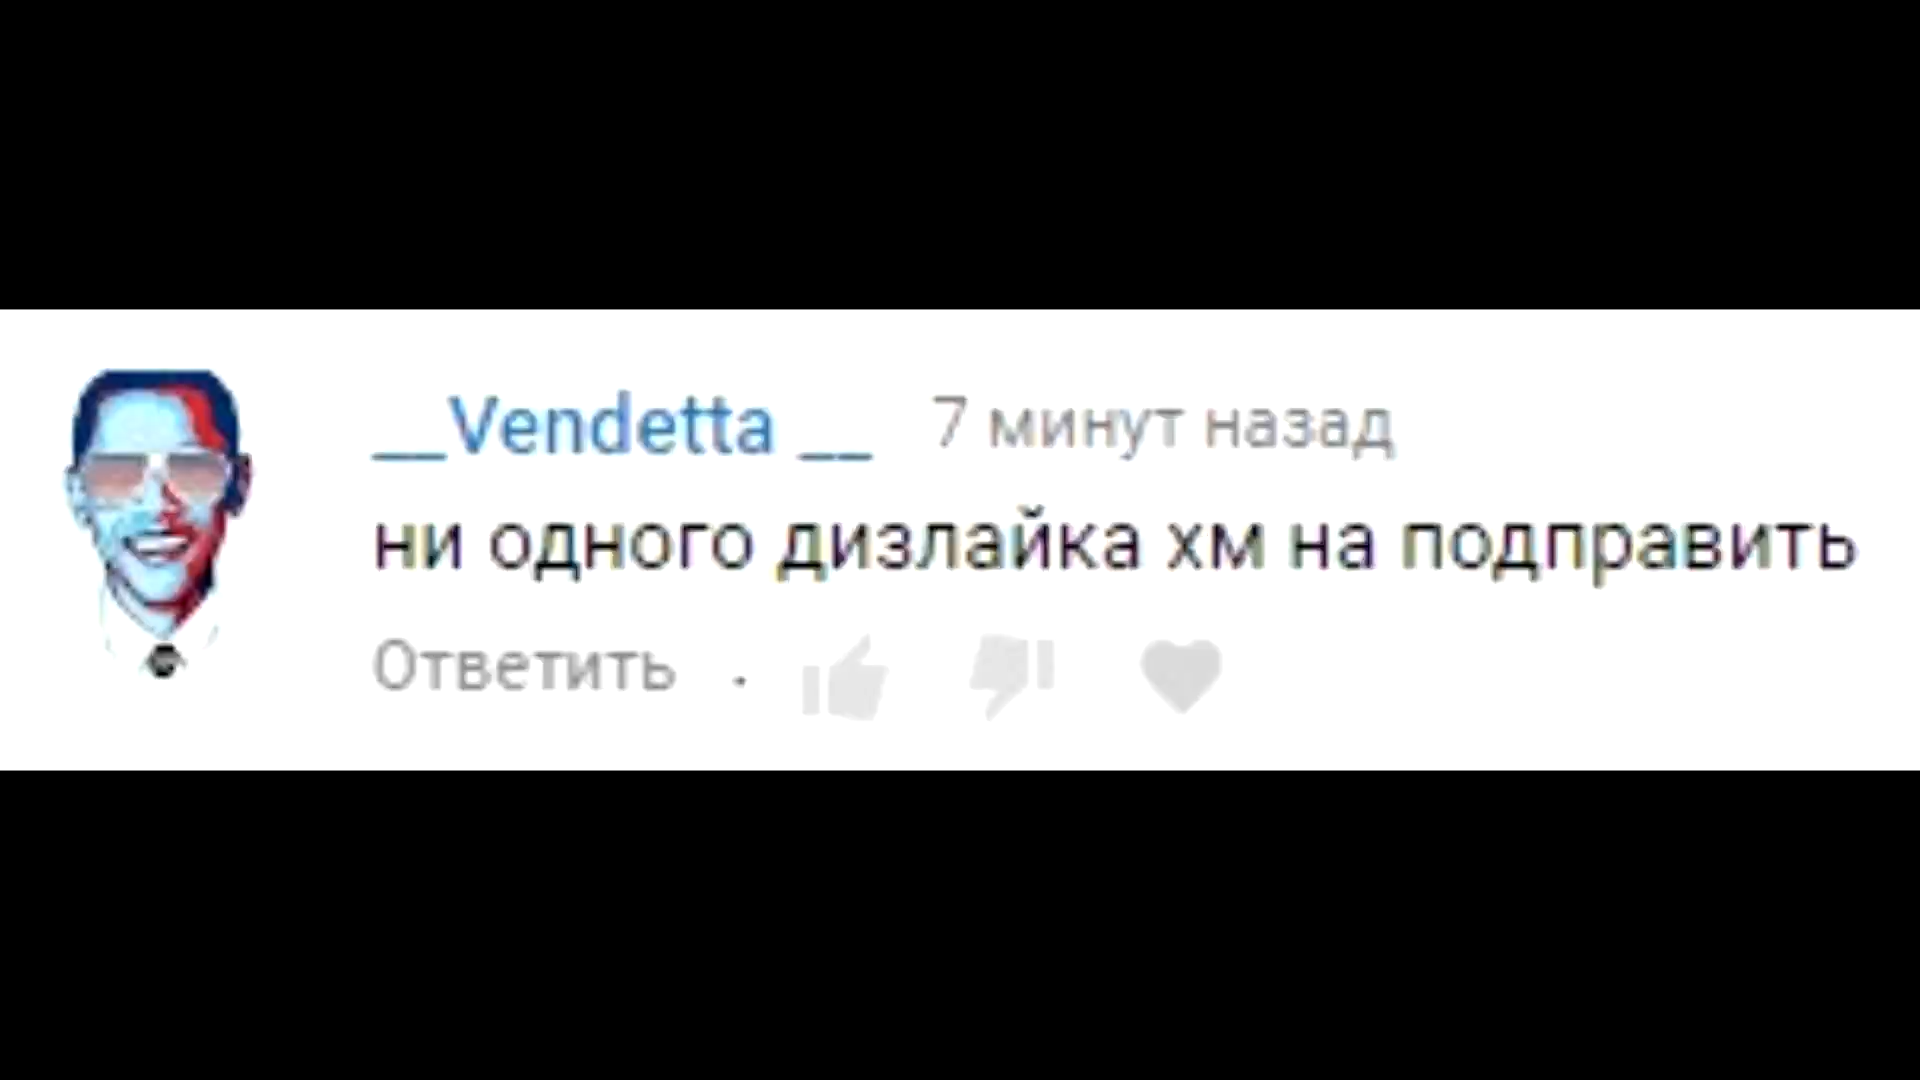 __Vendetta __ 7 минут назад
ни одного дизлайка хм на подправить
Ответить ·